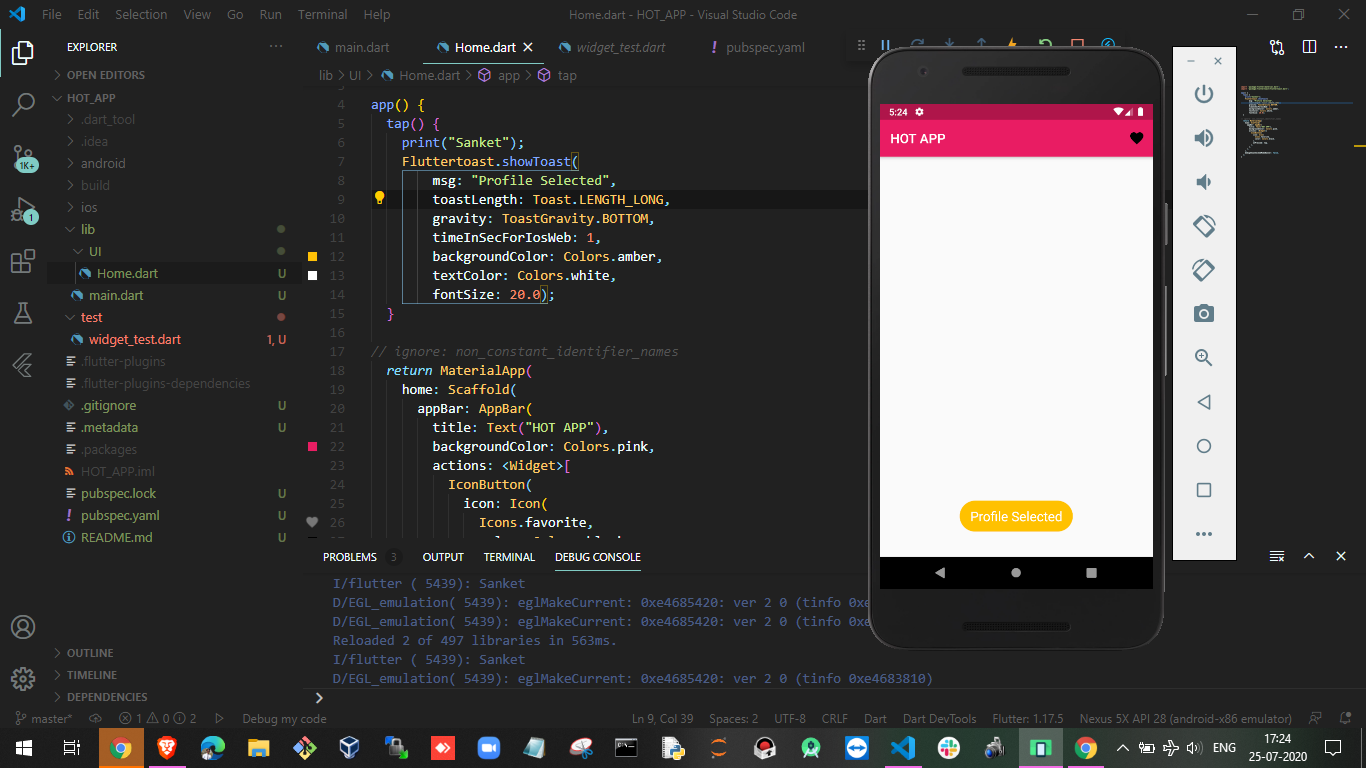 File Edit Selection View Go Run Terminal Help
Home.dart - HOT_APP - Visual Studio Code
EXPLORER
OPEN EDITORS
HOT_APP
.dart_tool
.idea
android
build
ios
lib
UI
Home.dart U
main.dart U
test
widget_test.dart 1, U
.flutter-plugins
.flutter-plugins-dependencies
.gitignore U
.metadata U
.packages
HOT_APP.iml
pubspec.lock U
pubspec.yaml U
README.md U
OUTLINE
TIMELINE
DEPENDENCIES
1K+
1
main.dart Home.dart widget_test.dart pubspec.yaml
lib > UI > Home.dart > app > tap
3
4 app() {
5 tap() {
6 print("Sanket");
7 Fluttertoast.showToast(
8 msg: "Profile Selected",
9 toastLength: Toast.LENGTH_LONG,
10 gravity: ToastGravity.BOTTOM,
11 timeInSecForIosWeb: 1,
12 backgroundColor: Colors.amber,
13 textColor: Colors.white,
14 fontSize: 20.0);
15 }
16
17 // ignore: non_constant_identifier_names
18 return MaterialApp(
19 home: Scaffold(
20 appBar: AppBar(
21 title: Text("HOT APP"),
22 backgroundColor: Colors.pink,
23 actions: <Widget>[
24 IconButton(
25 icon: Icon(
26 Icons.favorite,
PROBLEMS 3 OUTPUT TERMINAL DEBUG CONSOLE
I/flutter ( 5439): Sanket
D/EGL_emulation( 5439): eglMakeCurrent: 0xe4685420: ver 2 0 (tinfo 0xe
D/EGL_emulation( 5439): eglMakeCurrent: 0xe4685420: ver 2 0 (tinfo 0xe
Reloaded 2 of 497 libraries in 563ms.
I/flutter ( 5439): Sanket
D/EGL_emulation( 5439): eglMakeCurrent: 0xe4685420: ver 2 0 (tinfo 0xe4683810)
5:24
HOT APP
Profile Selected
master* 1 0 2 Debug my code
Ln 9, Col 39 Spaces: 2 UTF-8 CRLF Dart Dart DevTools Flutter: 1.17.5 Nexus 5X API 28 (android-x86 emulator)
ENG
17:24
25-07-2020